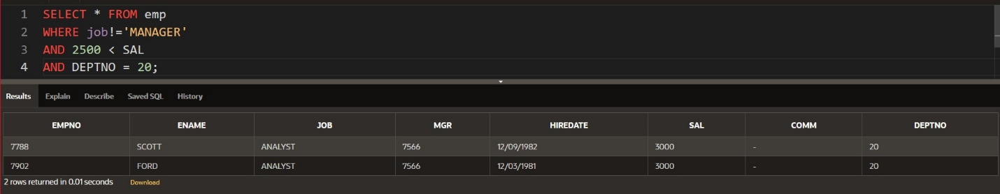 1 SELECT * FROM emp
2 WHERE job!='MANAGER'
3 AND 2500 < SAL
4 AND DEPTNO = 20;
Results Explain Describe Saved SQL History
EMPNO ENAME JOB MGR HIREDATE SAL COMM DEPTNO
7788 SCOTT ANALYST 7566 12/09/1982 3000 - 20
7902 FORD ANALYST 7566 12/03/1981 3000 - 20
2 rows returned in 0.01 seconds Download